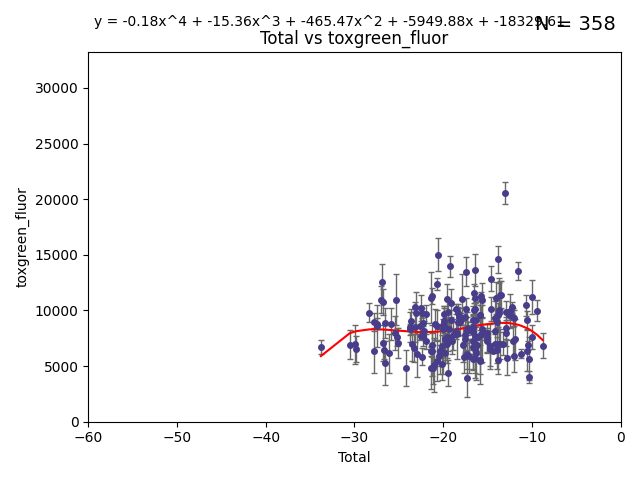 y = -0.18x^4 + -15.36x^3 + -465.47x^2 + -5949.88x + -18329.61
N = 358
Total vs toxgreen_fluor
toxgreen_fluor
30000
25000
20000
15000
10000
5000
0
−60
−50
−40
−30
−20
−10
0
Total